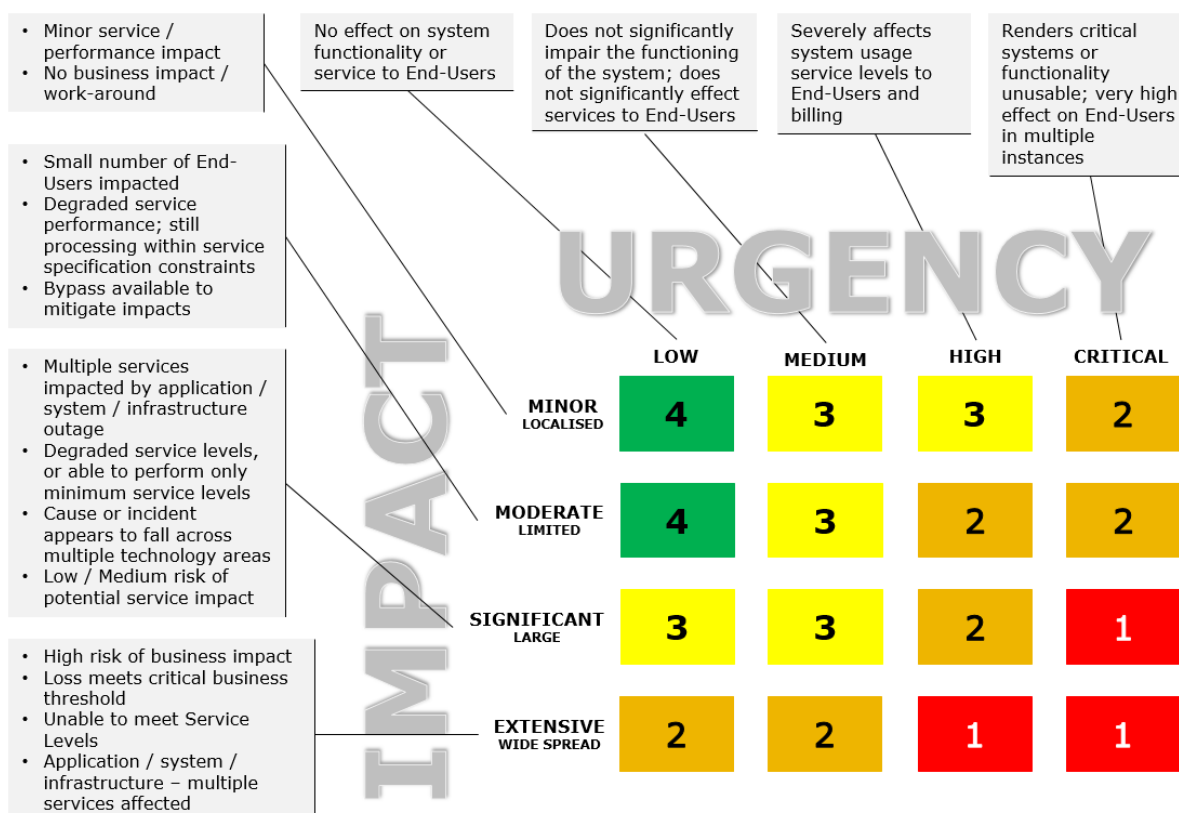 • Minor service /
performance impact
• No business impact /
work-around
No effect on system
functionality or
service to End-Users
Does not significantly
impair the functioning
of the system; does
not significantly effect
services to End-Users
Severely affects
system usage
service levels to
End-Users and
billing
Renders critical
systems or
functionality
unusable; very high
effect on End-Users
in multiple
instances
• Small number of End-
Users impacted
• Degraded service
performance; still
processing within service
specification constraints
• Bypass available to
mitigate impacts
• Multiple services
impacted by application /
system / infrastructure
outage
• Degraded service levels,
or able to perform only
minimum service levels
• Cause or incident
appears to fall across
multiple technology areas
• Low / Medium risk of
potential service impact
• High risk of business impact
• Loss meets critical business
threshold
• Unable to meet Service
Levels
• Application / system /
infrastructure – multiple
services affected
URGENCY
IMPACT
LOW MEDIUM HIGH CRITICAL
MINOR
LOCALISED
4 3 3 2
MODERATE
LIMITED
4 3 2 2
SIGNIFICANT
LARGE
3 3 2 1
EXTENSIVE
WIDE SPREAD
2 2 1 1